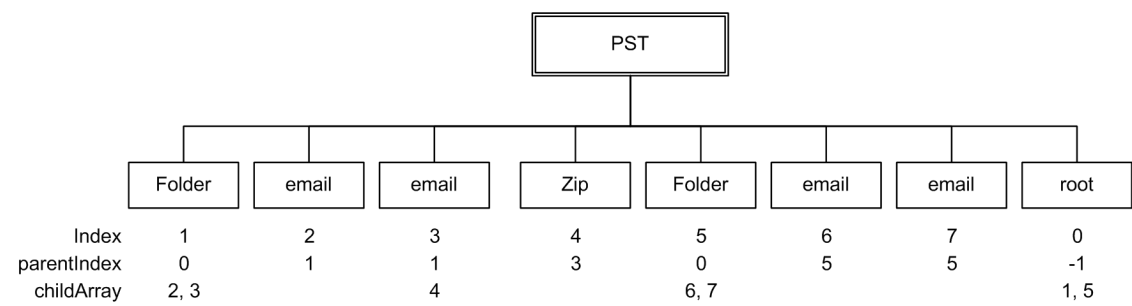 PST
Folder email email Zip Folder email email root
Index 1 2 3 4 5 6 7 0
parentIndex 0 1 1 3 0 5 5 -1
childArray 2, 3 4 6, 7 1, 5